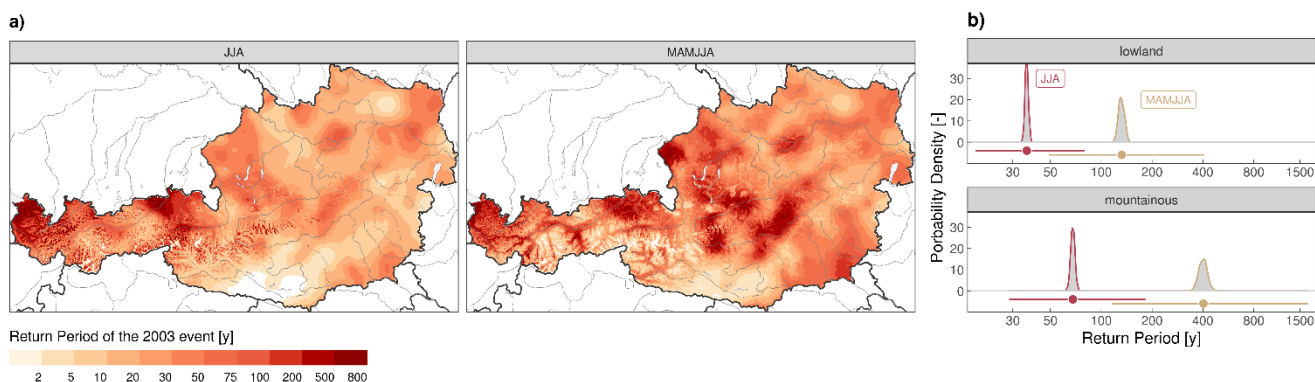 a)
JJA
MAMJJA
Return Period of the 2003 event [y]
2 5 10 20 30 50 75 100 200 500 800
b)
lowland
Porbability Density [-]
30
20
10
0
JJA
MAMJJA
30 50 100 200 400 800 1500
mountainous
30
20
10
0
30 50 100 200 400 800 1500
Return Period [y]